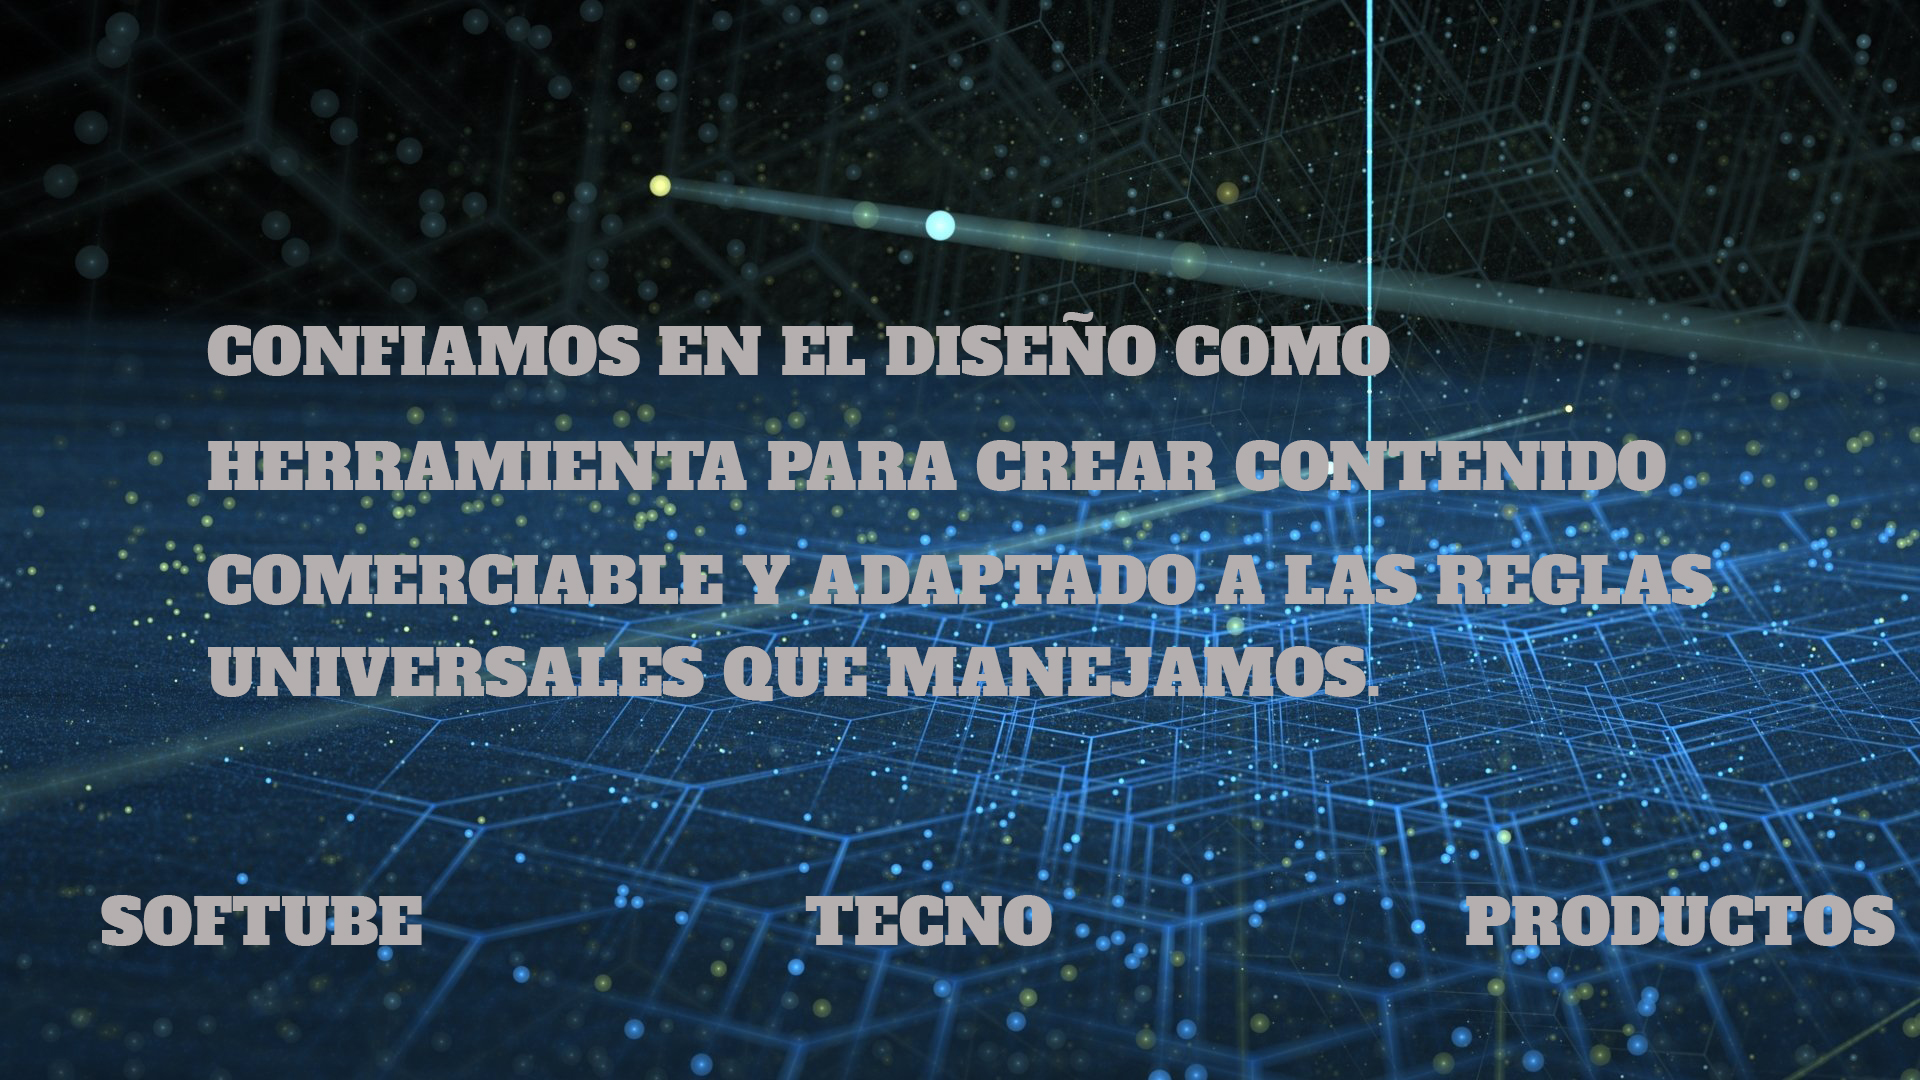 CONFIAMOS EN EL DISEÑO COMO
HERRAMIENTA PARA CREAR CONTENIDO
COMERCIABLE Y ADAPTADO A LAS REGLAS
UNIVERSALES QUE MANEJAMOS.
SOFTUBE TECNO PRODUCTOS